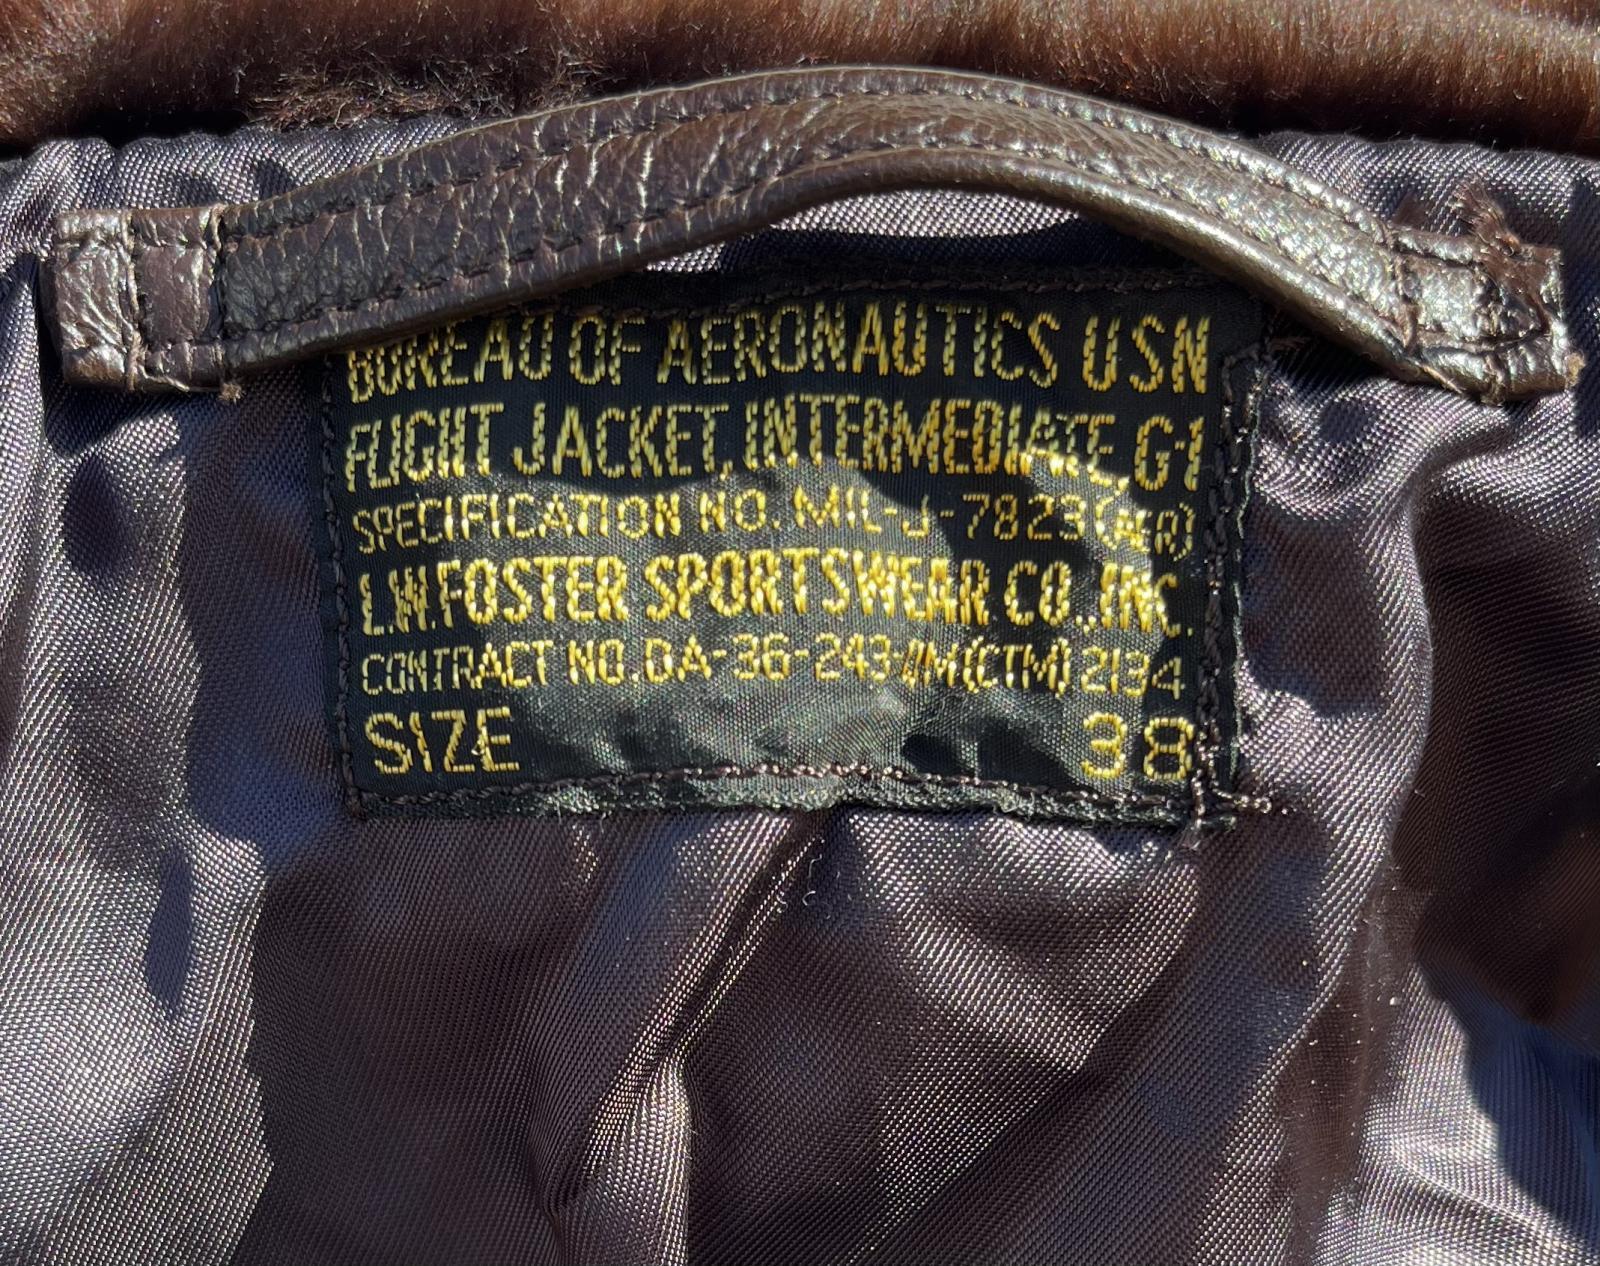 BUREAU OF AERONAUTICS USN
FLIGHT JACKET, INTERMEDIATE, G-1
SPECIFICATION NO. MIL-J-7823 (AER)
L.W. FOSTER SPORTSWEAR CO., INC.
CONTRACT NO. DA-36-243-QM(CTM) 2134
SIZE 38